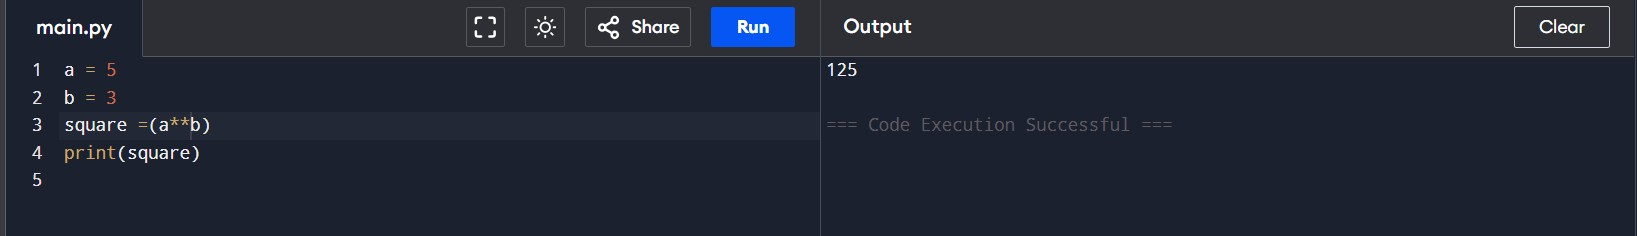 main.py Share Run Output Clear
1 a = 5
2 b = 3
3 square =(a**b)
4 print(square)
5
125
=== Code Execution Successful ===